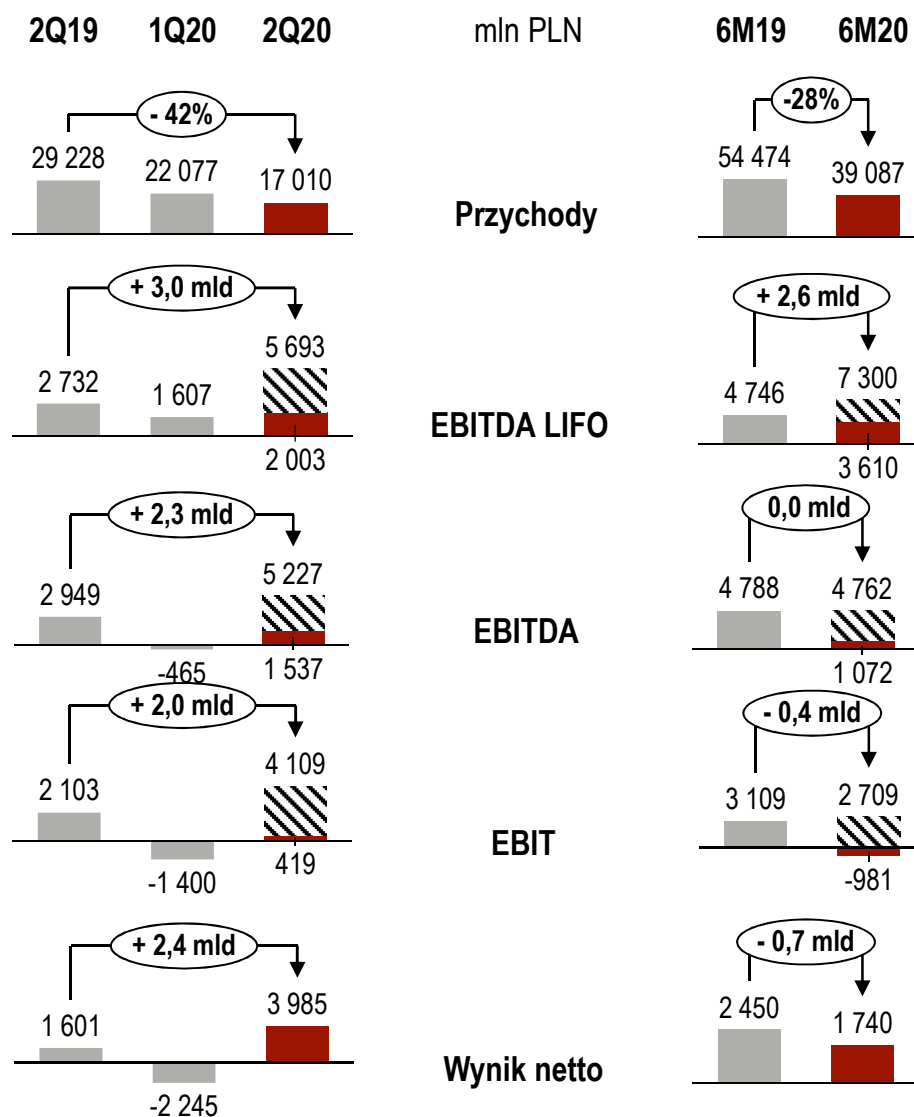 2Q19 1Q20 2Q20 mln PLN 6M19 6M20
- 42% -28%
29 228 22 077 17 010 54 474 39 087
Przychody
+ 3,0 mld + 2,6 mld
2 732 1 607 5 693 4 746 7 300
EBITDA LIFO
2 003 3 610
+ 2,3 mld 0,0 mld
2 949 5 227 4 788 4 762
EBITDA
-465 1 537 1 072
+ 2,0 mld - 0,4 mld
2 103 4 109 3 109 2 709
EBIT
-1 400 419 -981
+ 2,4 mld - 0,7 mld
1 601 3 985 2 450 1 740
Wynik netto
-2 245